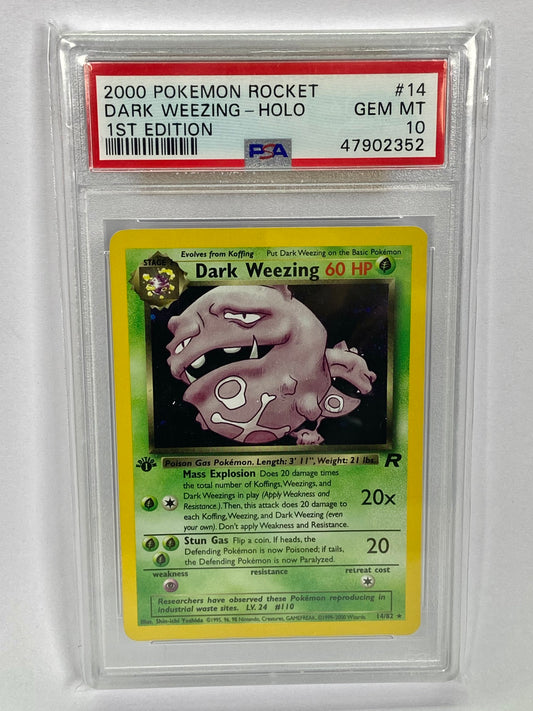 2000 POKEMON ROCKET #14
DARK WEEZING - HOLO GEM MT
1ST EDITION 10
PSA 47902352
Evolves from Koffing Put Dark Weezing on the Basic Pokémon
STAGE 1
Dark Weezing 60 HP
EDITION 1
Poison Gas Pokémon. Length: 3' 11", Weight: 21 lbs. R
Mass Explosion Does 20 damage times
the total number of Koffings, Weezings, and
Dark Weezings in play (Apply Weakness and
Resistance.) Then, this attack does 20 damage to
each Koffing, Weezing, and Dark Weezing (even
your own). Don't apply Weakness and Resistance.
20x
Stun Gas Flip a coin. If heads, the
Defending Pokémon is now Poisoned; if tails,
the Defending Pokémon is now Paralyzed.
20
weakness resistance retreat cost
Researchers have observed these Pokémon reproducing in
industrial waste sites. LV. 24 #110
Illus. Shin-ichi Yoshida ©1995, 96, 98 Nintendo, Creatures, GAMEFREAK. ©1999-2000 Wizards. 14/82 ★